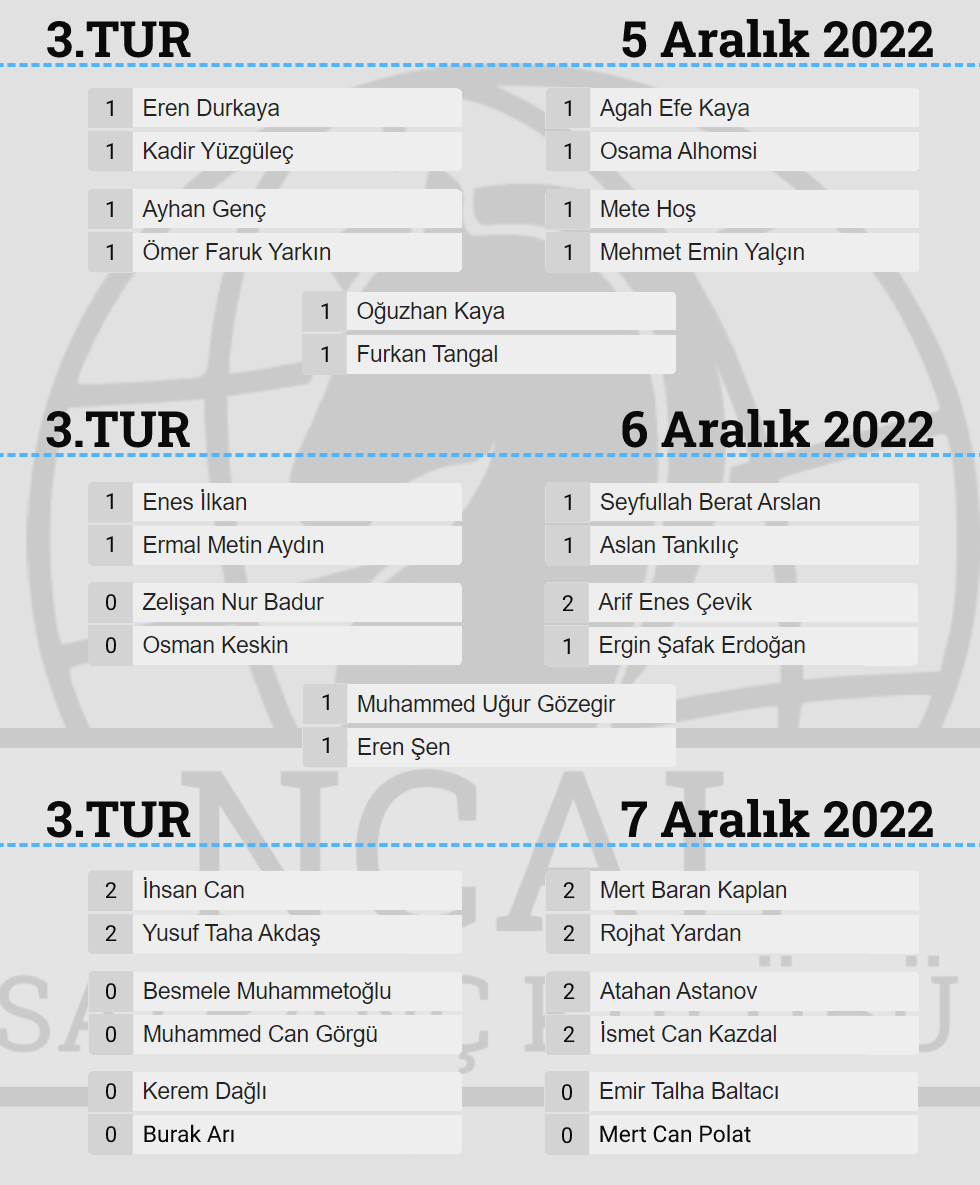 3.TUR 5 Aralık 2022
1 Eren Durkaya
1 Kadir Yüzgüleç
1 Agah Efe Kaya
1 Osama Alhomsi
1 Ayhan Genç
1 Ömer Faruk Yarkın
1 Mete Hoş
1 Mehmet Emin Yalçın
1 Oğuzhan Kaya
1 Furkan Tangal
3.TUR 6 Aralık 2022
1 Enes İlkan
1 Ermal Metin Aydın
1 Seyfullah Berat Arslan
1 Aslan Tankılıç
0 Zelişan Nur Badur
0 Osman Keskin
2 Arif Enes Çevik
1 Ergin Şafak Erdoğan
1 Muhammed Uğur Gözegir
1 Eren Şen
NCAL
3.TUR 7 Aralık 2022
2 İhsan Can
2 Yusuf Taha Akdaş
2 Mert Baran Kaplan
2 Rojhat Yardan
0 Besmele Muhammetoğlu
0 Muhammed Can Görgü
2 Atahan Astanov
2 İsmet Can Kazdal
0 Kerem Dağlı
0 Burak Arı
0 Emir Talha Baltacı
0 Mert Can Polat